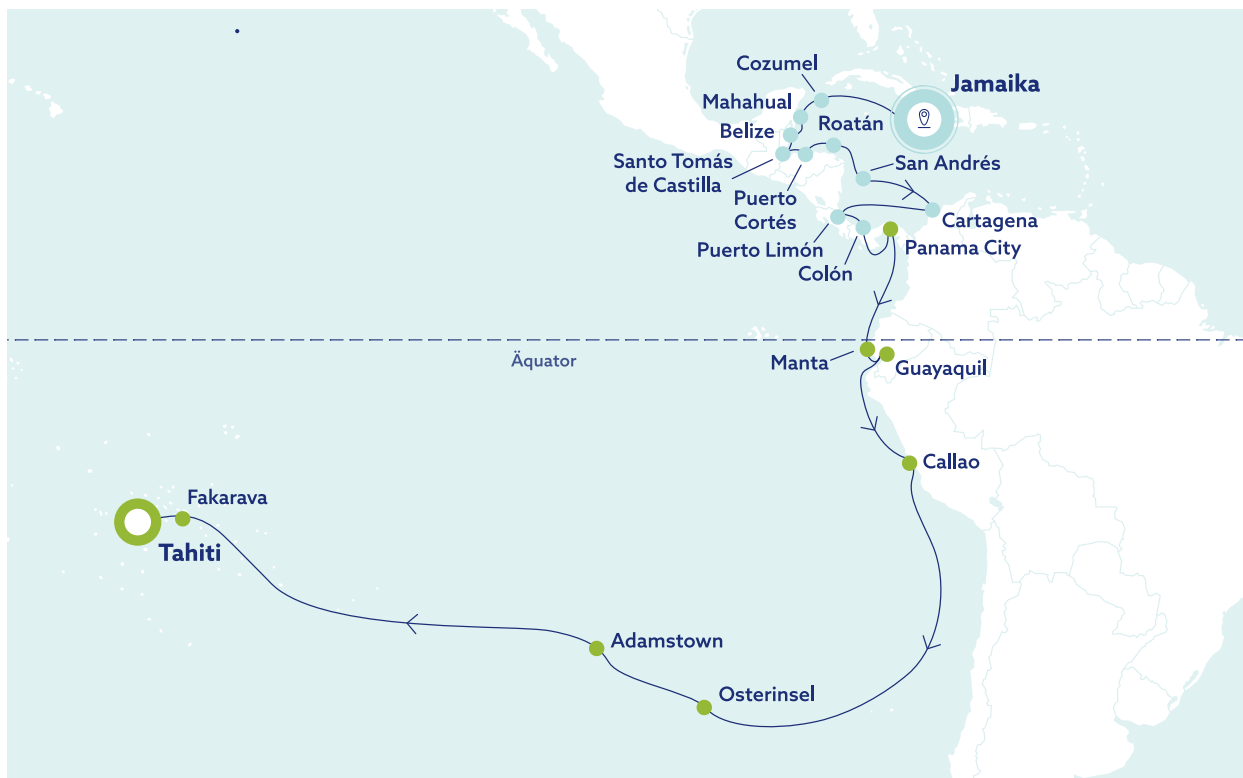 Cozumel
Jamaika
Mahahual
Roatán
Belize
Santo Tomás
de Castilla
San Andrés
Puerto
Cortés
Cartagena
Puerto Limón
Panama City
Colón
Äquator
Manta
Guayaquil
Callao
Fakarava
Tahiti
Adamstown
Osterinsel